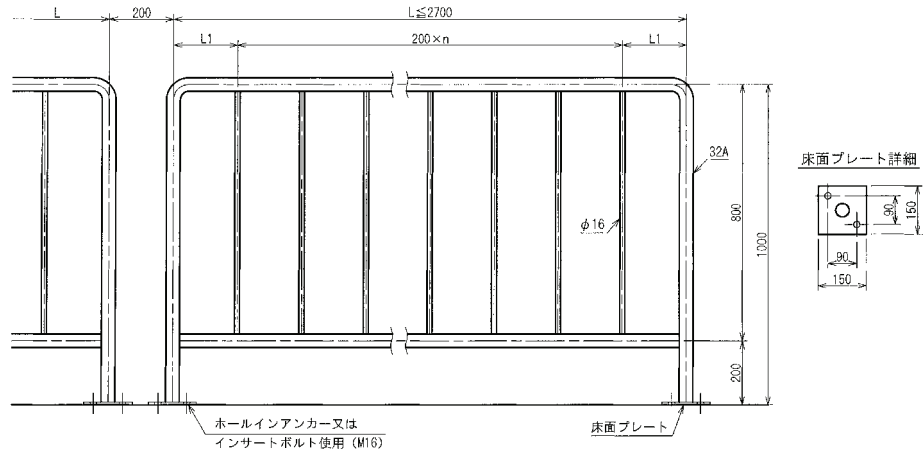 L
200
L≦2700
L1
200×n
L1
32A
φ16
800
1000
200
床面プレート詳細
90
150
90
150
ホールインアンカー又は
インサートボルト使用 (M16)
床面プレート